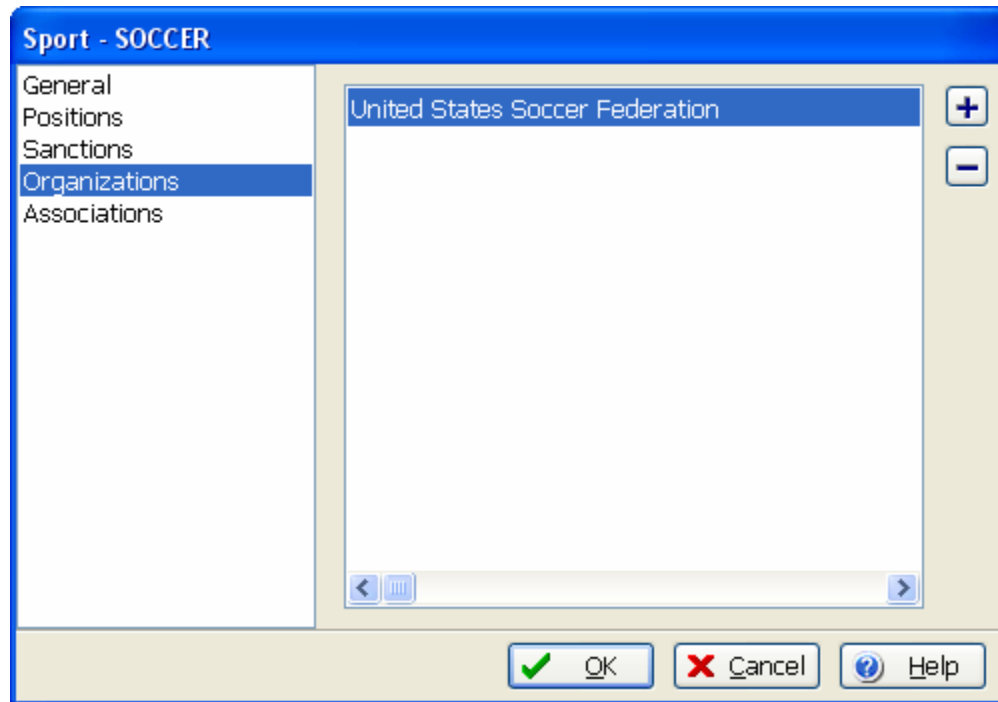 Sport - SOCCER
General
Positions
Sanctions
Organizations
Associations
United States Soccer Federation
OK
Cancel
Help